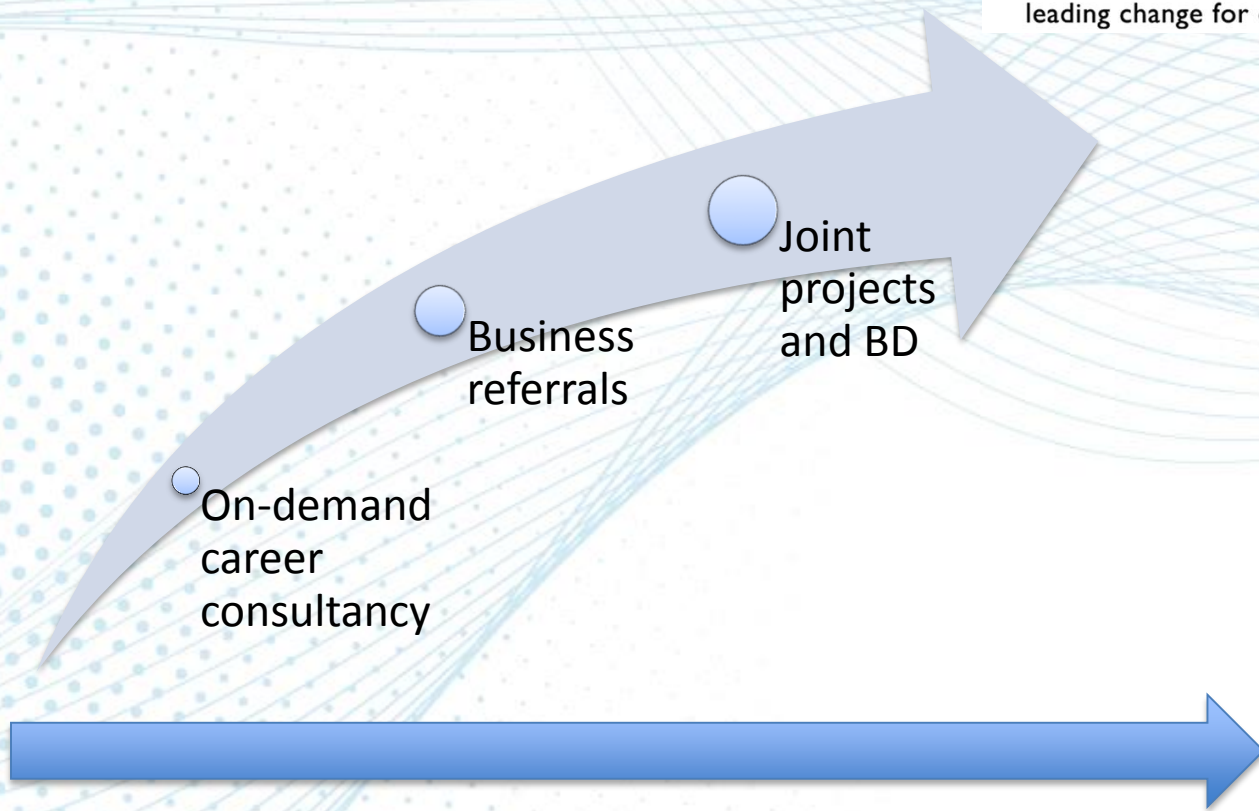 leading change for
Joint
projects
and BD
Business
referrals
On-demand
career
consultancy